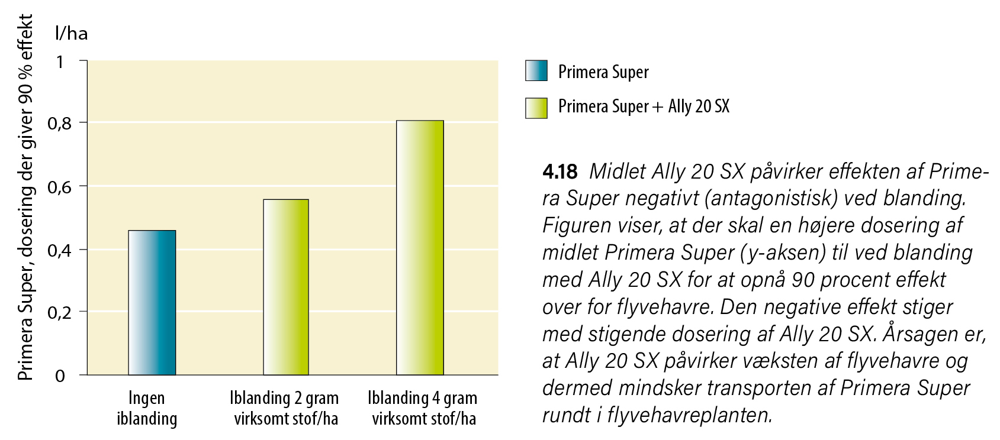 Primera Super, dosering der giver 90 % effekt
l/ha
1
0,8
0,6
0,4
0,2
0
Ingen
iblanding
Iblanding 2 gram
virksomt stof/ha
Iblanding 4 gram
virksomt stof/ha
Primera Super
Primera Super + Ally 20 SX
4.18 Midlet Ally 20 SX påvirker effekten af Prime-
ra Super negativt (antagonistisk) ved blanding.
Figuren viser, at der skal en højere dosering af
midlet Primera Super (y-aksen) til ved blanding
med Ally 20 SX for at opnå 90 procent effekt
over for flyvehavre. Den negative effekt stiger
med stigende dosering af Ally 20 SX. Årsagen er,
at Ally 20 SX påvirker væksten af flyvehavre og
dermed mindsker transporten af Primera Super
rundt i flyvehavreplanten.